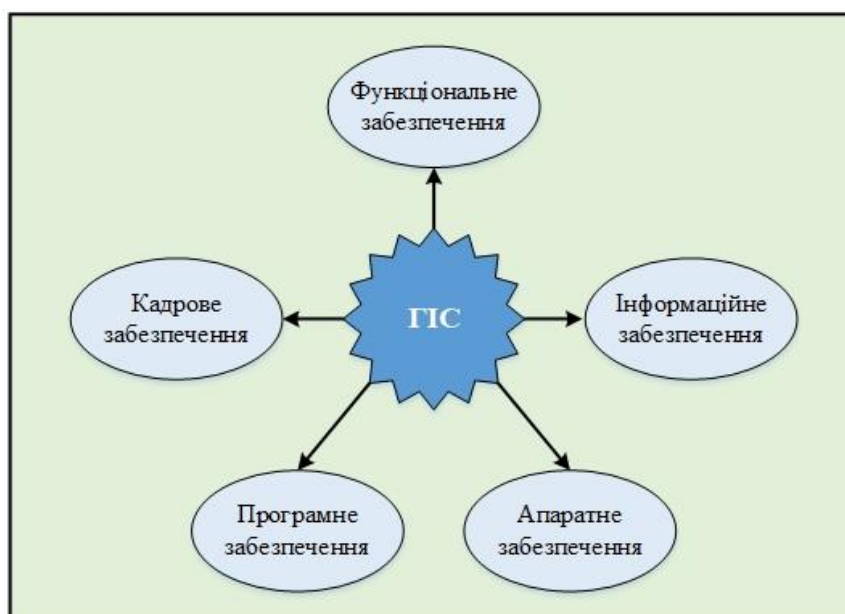 Функціональне
забезпечення
Кадрове
забезпечення
ГІС
Інформаційне
забезпечення
Програмне
забезпечення
Апаратне
забезпечення